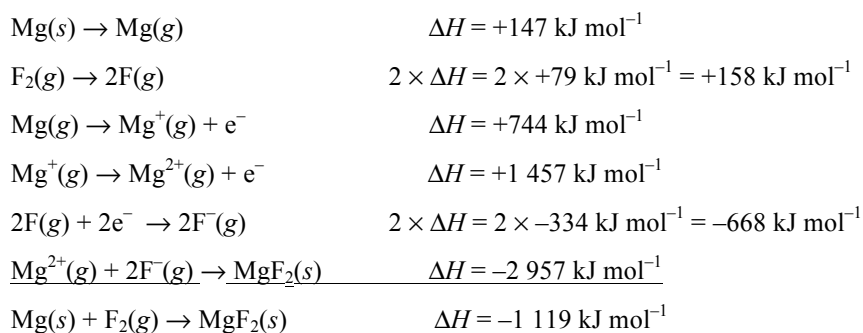 Mg(s) → Mg(g) ΔH = +147 kJ mol⁻¹
F₂(g) → 2F(g) 2 × ΔH = 2 × +79 kJ mol⁻¹ = +158 kJ mol⁻¹
Mg(g) → Mg⁺(g) + e⁻ ΔH = +744 kJ mol⁻¹
Mg⁺(g) → Mg²⁺(g) + e⁻ ΔH = +1 457 kJ mol⁻¹
2F(g) + 2e⁻ → 2F⁻(g) 2 × ΔH = 2 × –334 kJ mol⁻¹ = –668 kJ mol⁻¹
Mg²⁺(g) + 2F⁻(g) → MgF₂(s) ΔH = –2 957 kJ mol⁻¹
Mg(s) + F₂(g) → MgF₂(s) ΔH = –1 119 kJ mol⁻¹